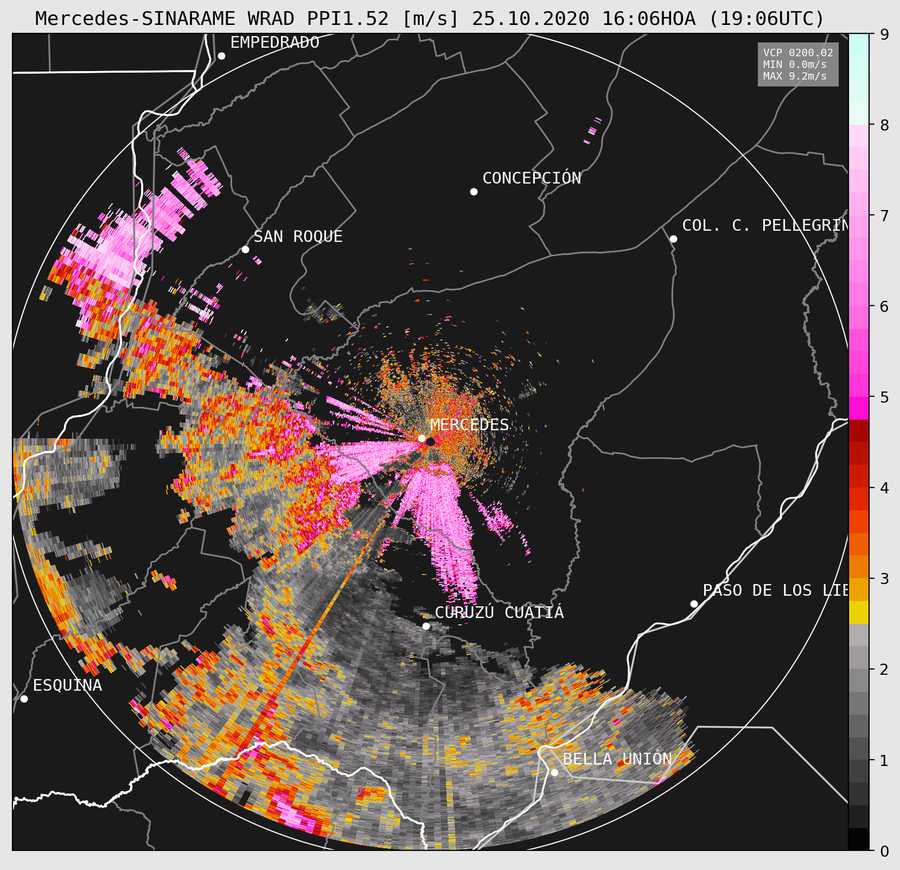 Mercedes-SINARAME WRAD PPI1.52 [m/s] 25.10.2020 16:06HOA (19:06UTC)
EMPEDRADO
VCP 0200.02
MIN 0.0m/s
MAX 9.2m/s
CONCEPCIÓN
SAN ROQUE
COL. C. PELLEGRIN
MERCEDES
PASO DE LOS LIB
CURUZÚ CUATIÁ
ESQUINA
BELLA UNIÓN
9
8
7
6
5
4
3
2
1
0